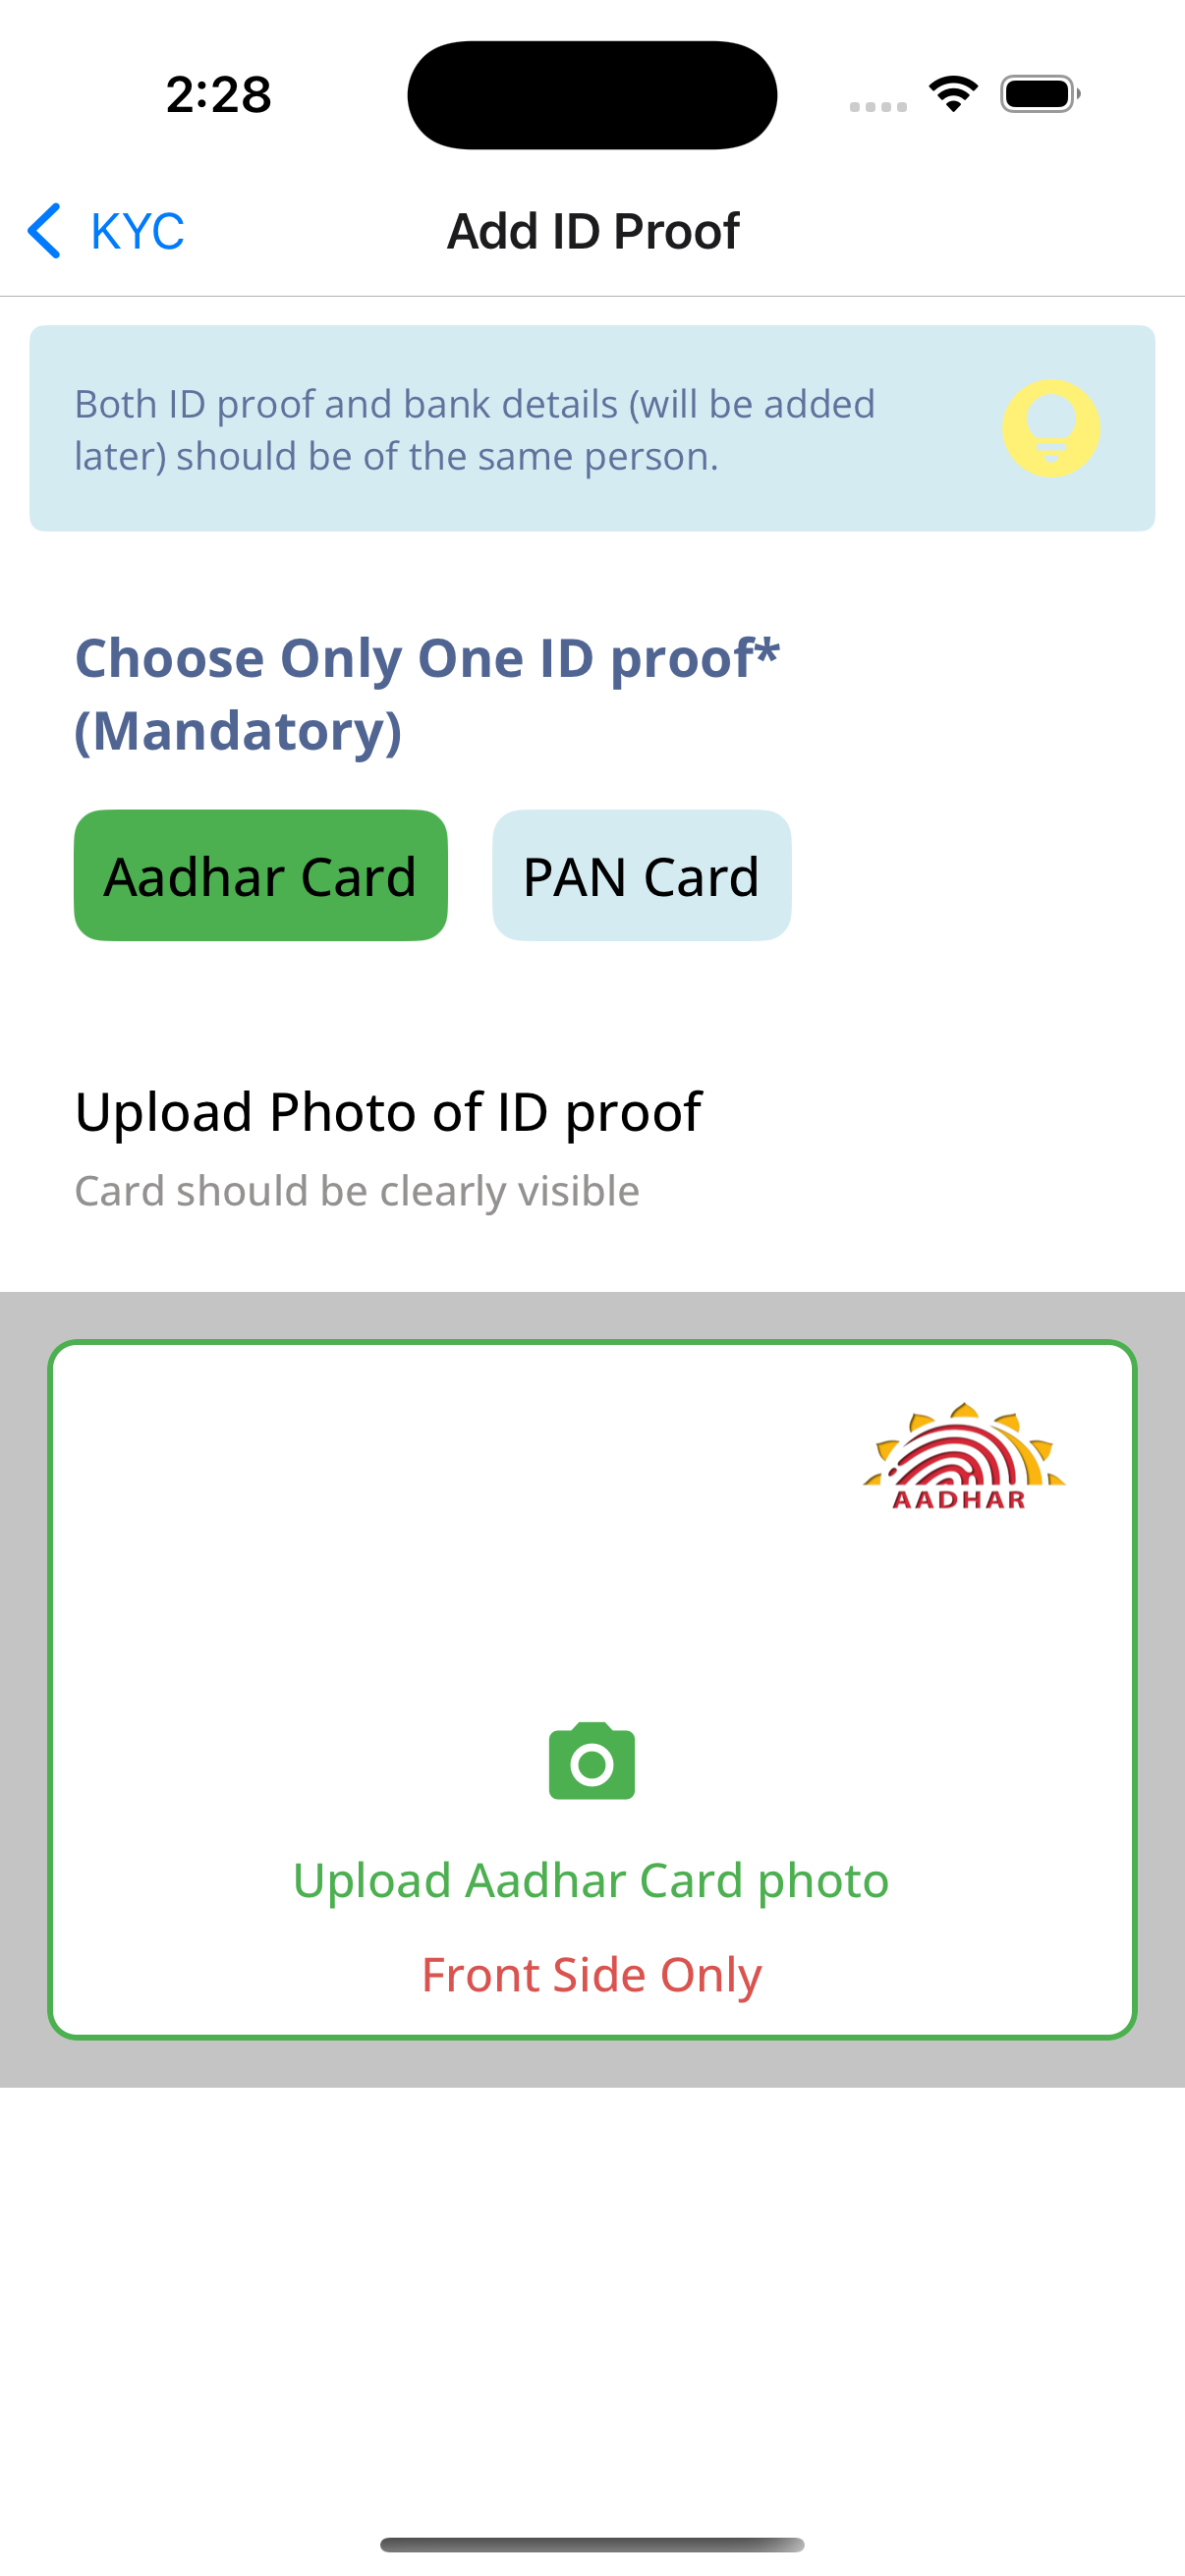 2:28
KYC
Add ID Proof
Both ID proof and bank details (will be added
later) should be of the same person.
Choose Only One ID proof*
(Mandatory)
Aadhar Card
PAN Card
Upload Photo of ID proof
Card should be clearly visible
AADHAR
Upload Aadhar Card photo
Front Side Only